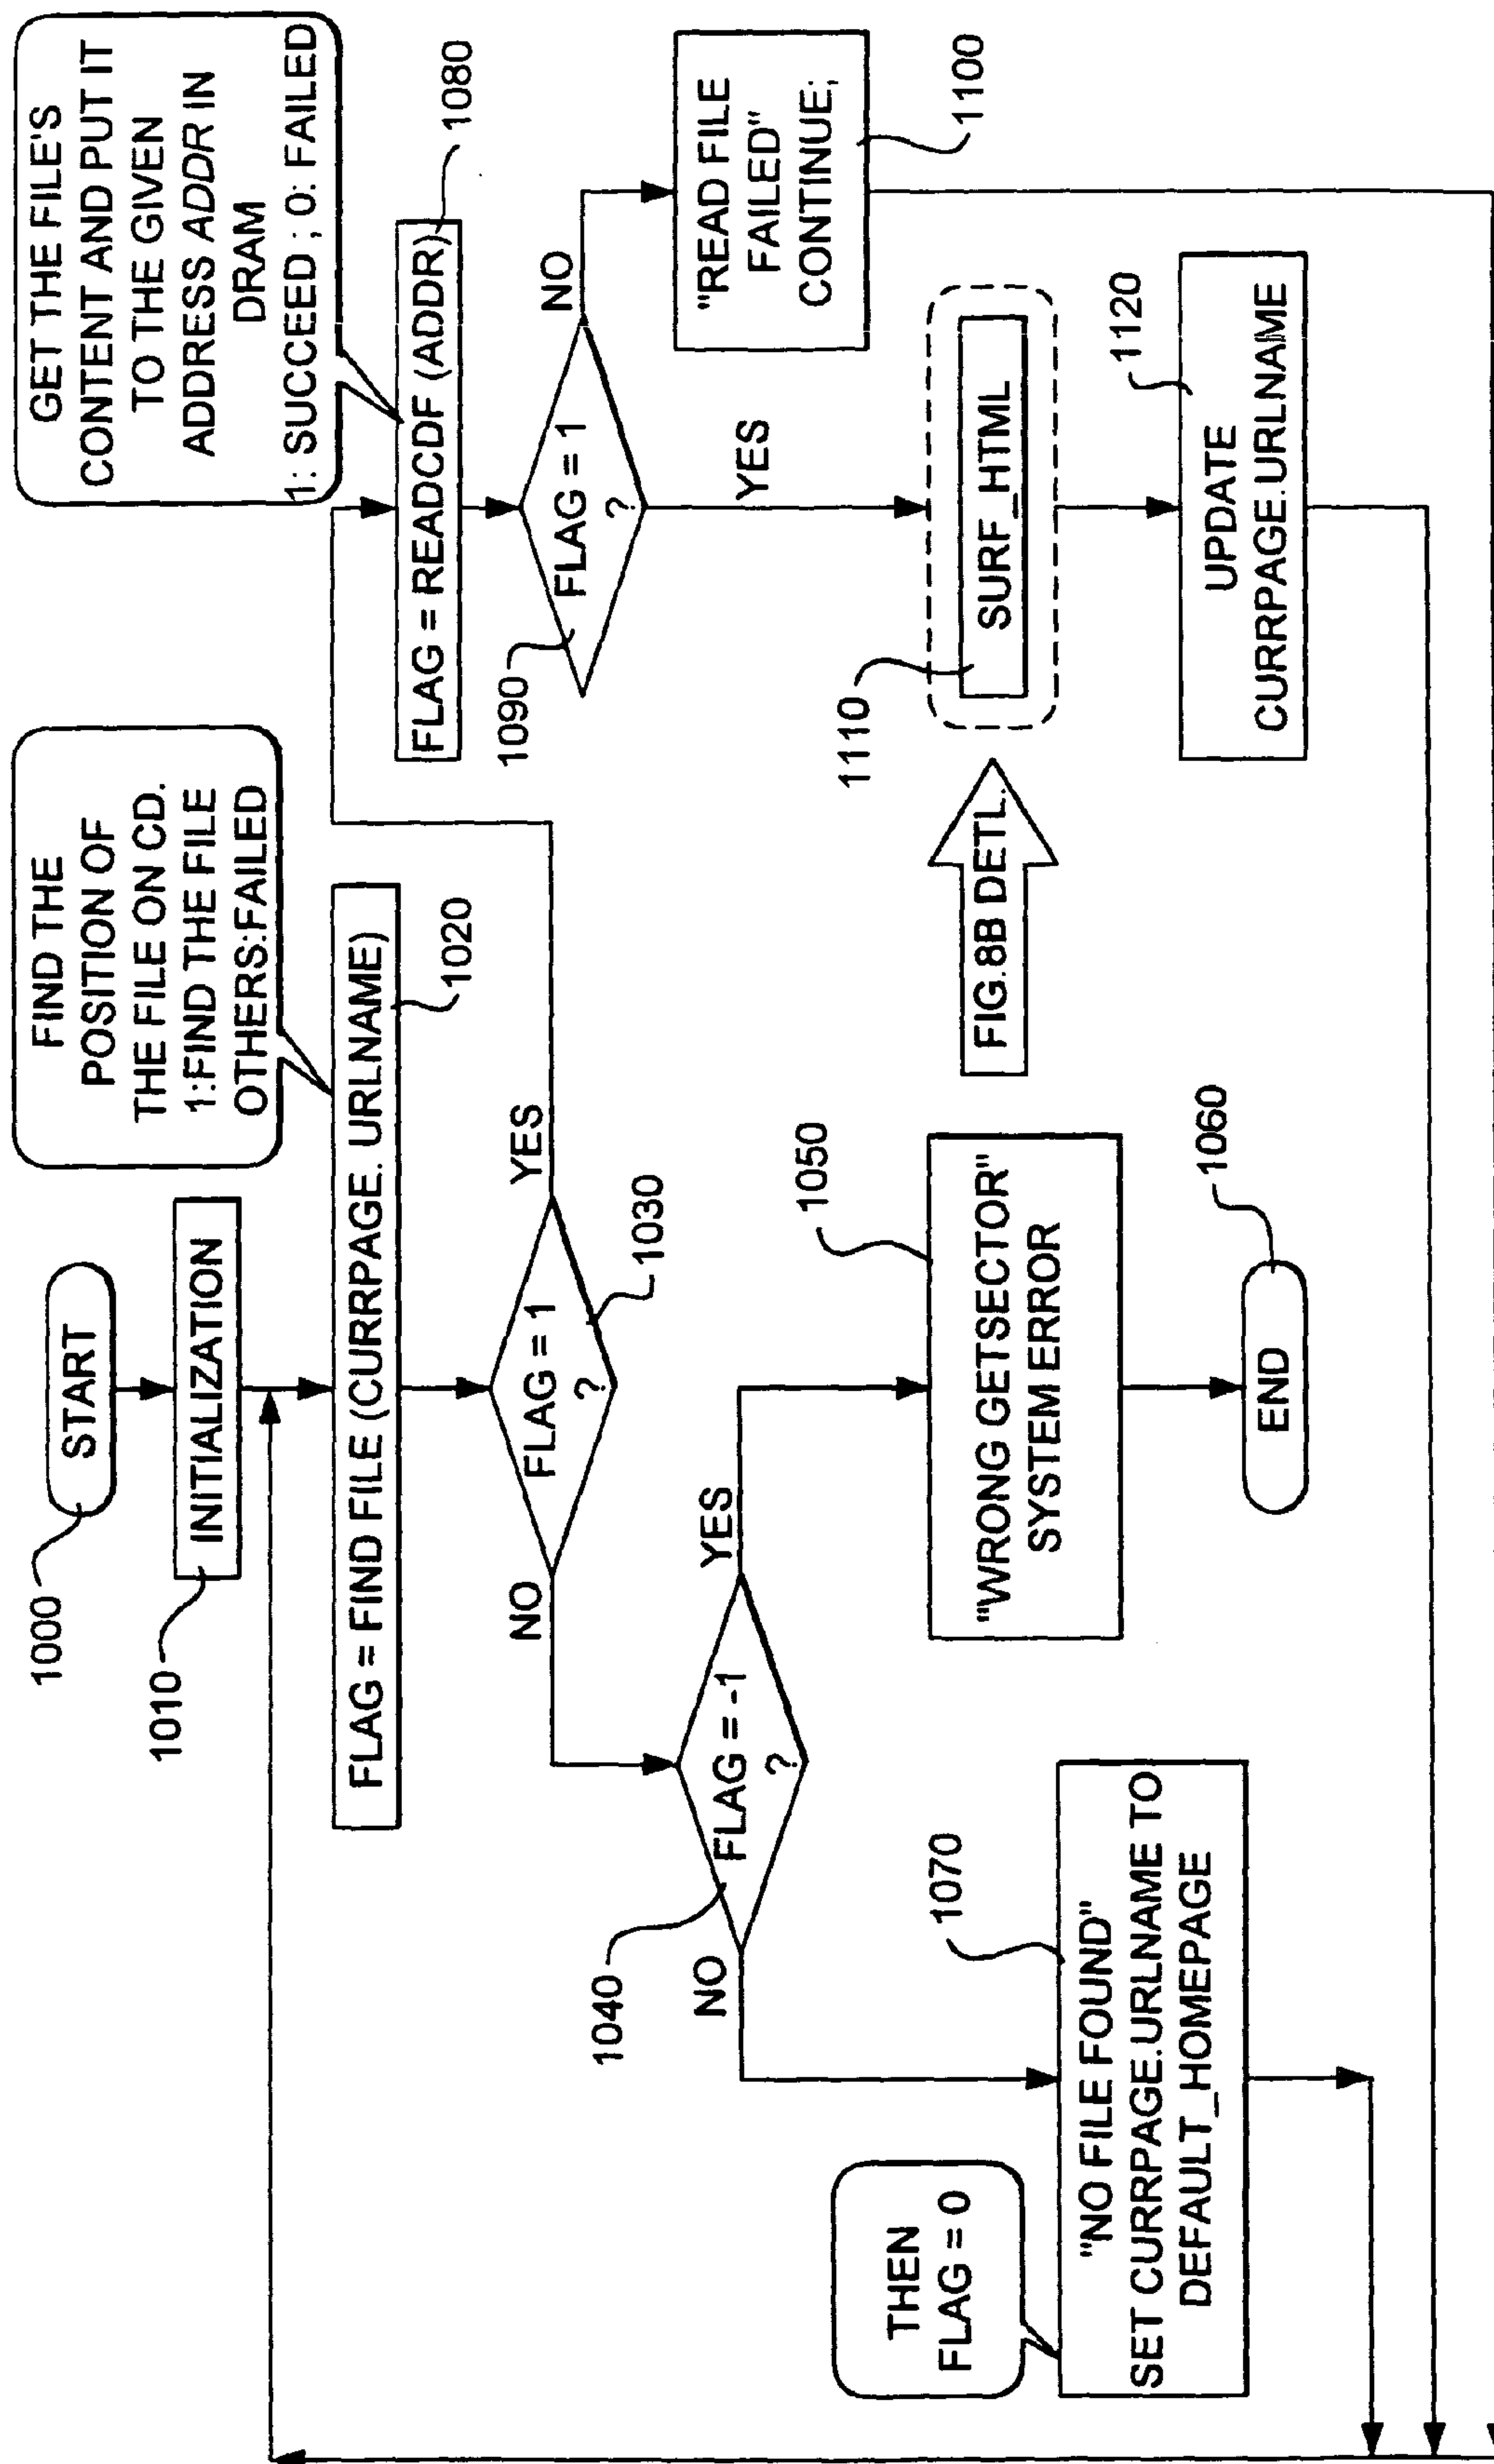 START
1000
INITIALIZATION
1010
FIND THE
POSITION OF
THE FILE ON CD.
1:FIND THE FILE
OTHERS:FAILED
FLAG = FIND FILE (CURRPAGE. URLNAME)
1020
FLAG = 1
?
1030
YES
NO
FLAG = -1
?
1040
YES
NO
"WRONG GETSECTOR"
SYSTEM ERROR
1050
END
1060
THEN
FLAG = 0
"NO FILE FOUND"
SET CURRPAGE.URLNAME TO
DEFAULT_HOMEPAGE
1070
GET THE FILE'S
CONTENT AND PUT IT
TO THE GIVEN
ADDRESS ADDR IN
DRAM
1: SUCCEED ; 0: FAILED
FLAG = READCDF (ADDR)
1080
FLAG = 1
?
1090
NO
YES
"READ FILE
FAILED"
CONTINUE;
1100
SURF_HTML
1110
FIG.8B DETL.
UPDATE
CURRPAGE.URLNAME
1120